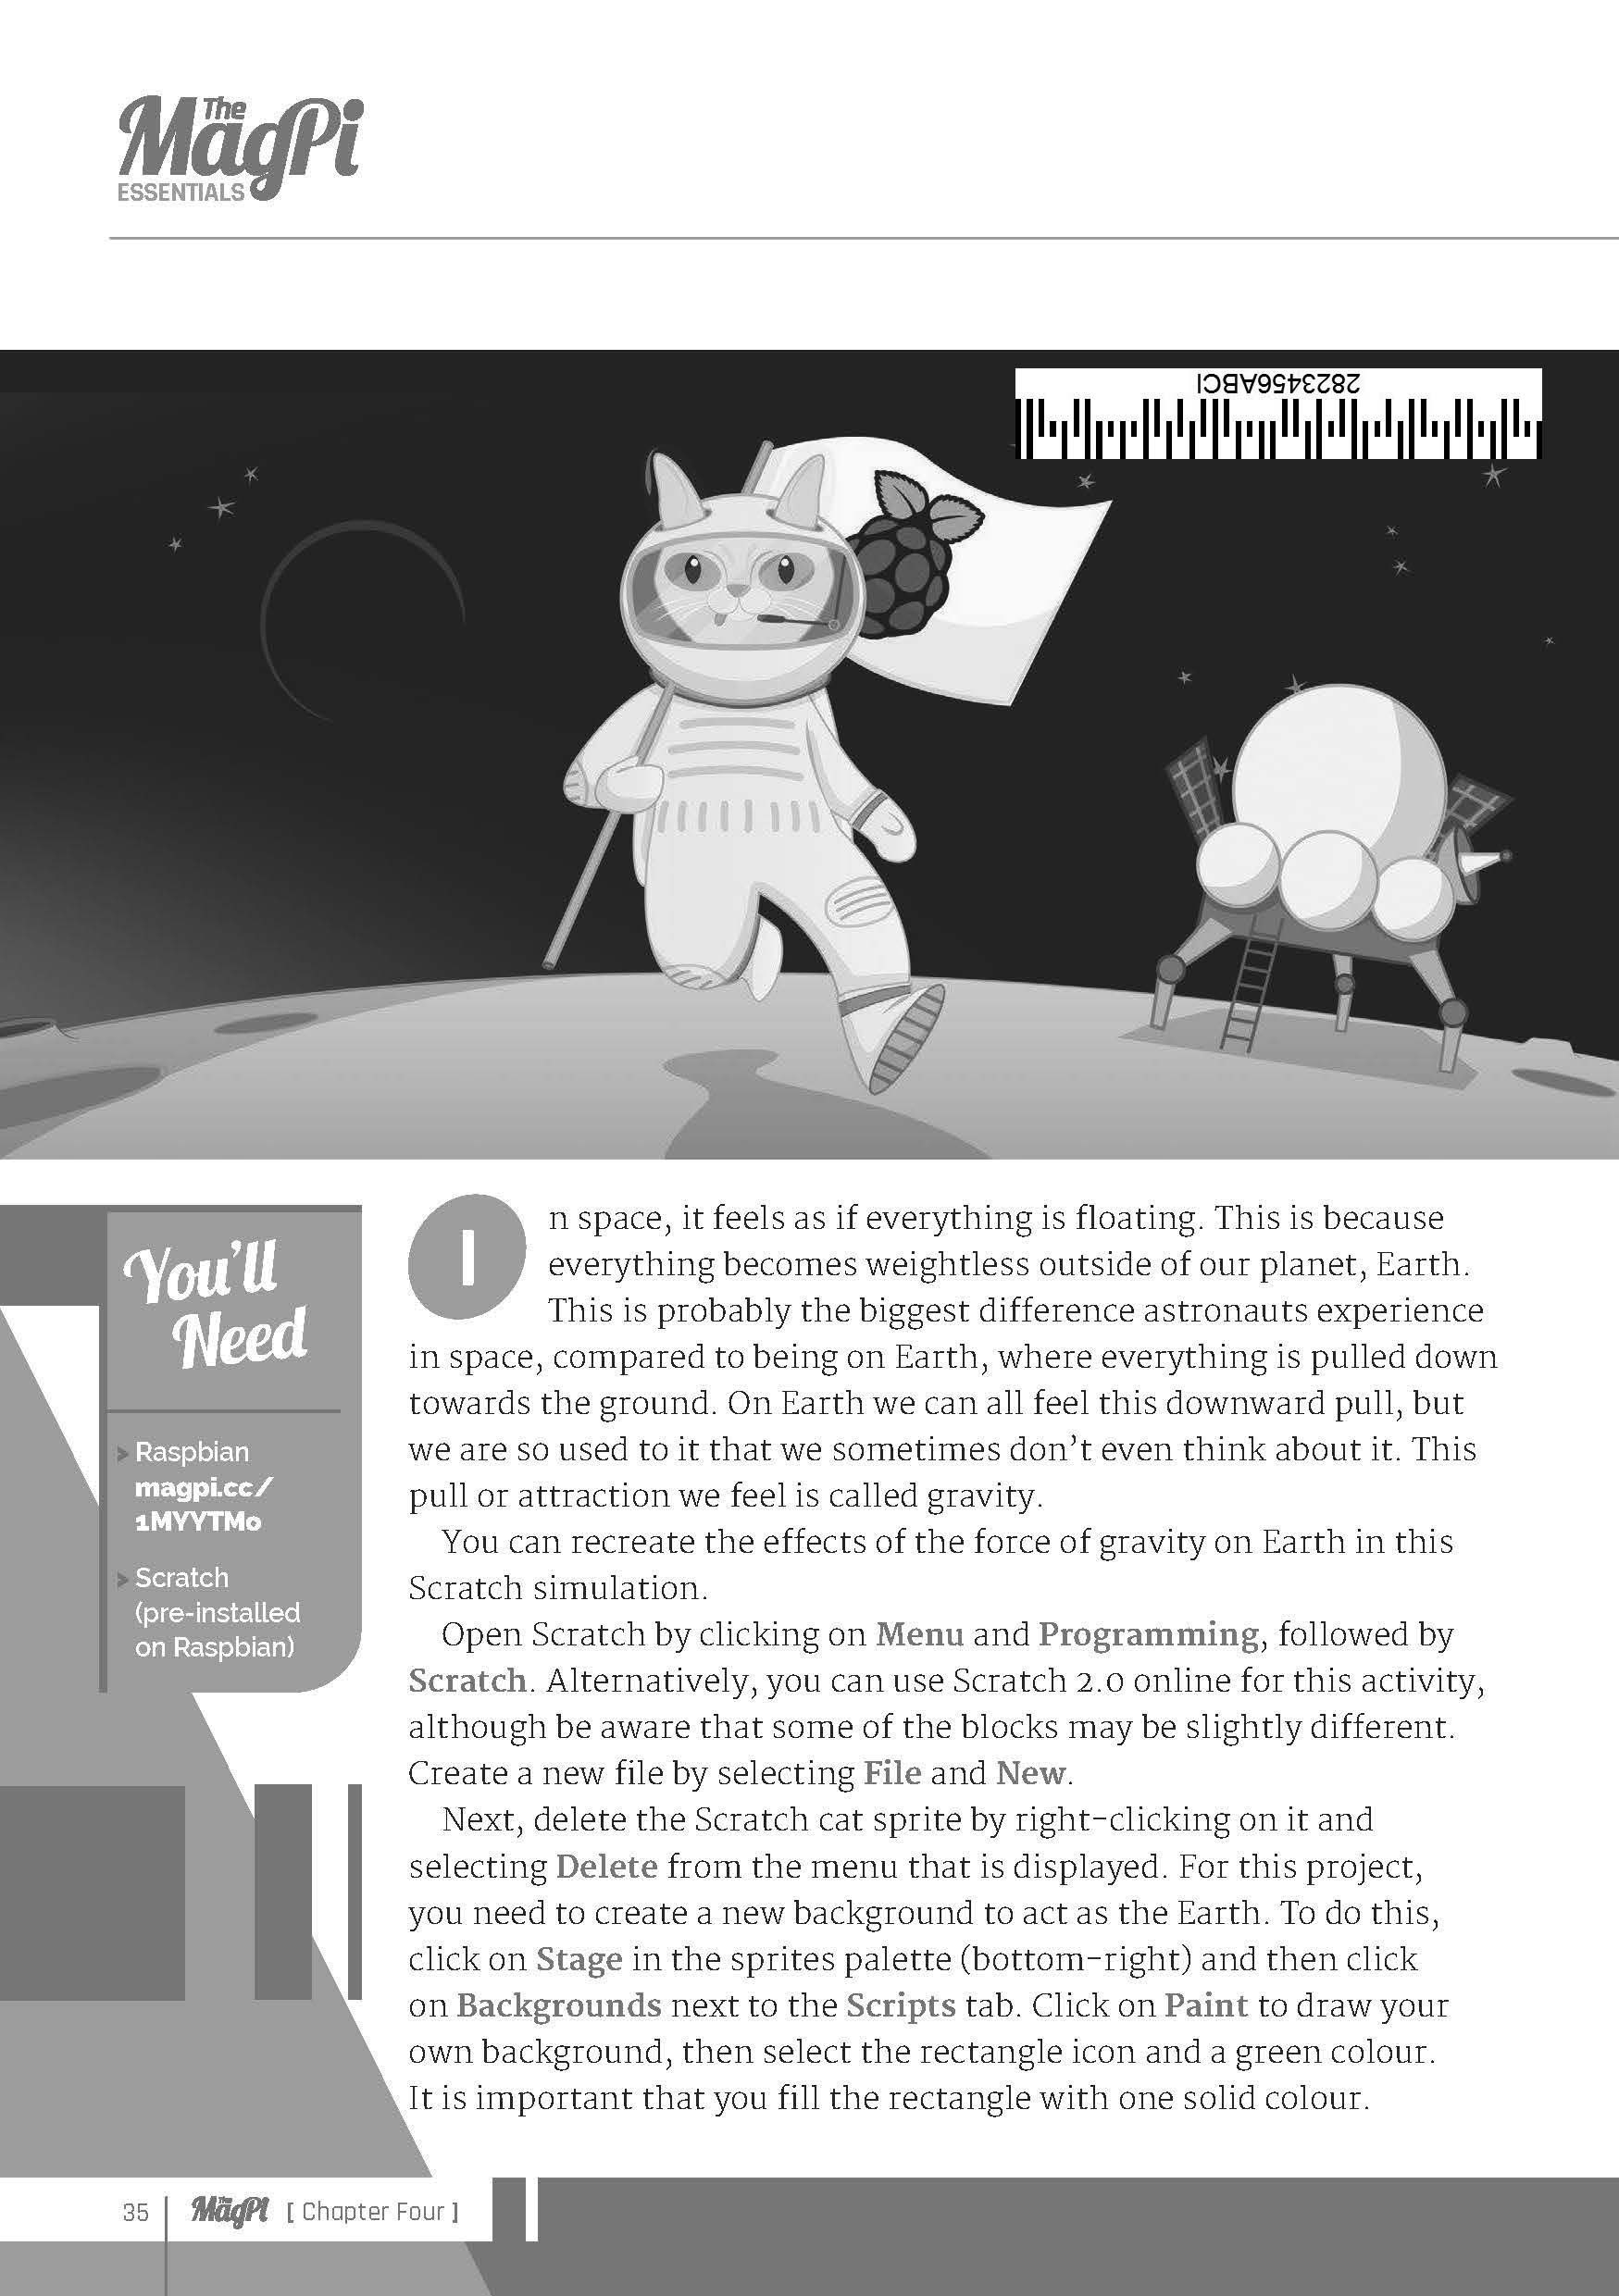 The
MagPi
ESSENTIALS
2823456ABCI
You'll
Need
> Raspbian
magpi.cc/
1MYYTMo
> Scratch
(pre-installed
on Raspbian)
In space, it feels as if everything is floating. This is because
everything becomes weightless outside of our planet, Earth.
This is probably the biggest difference astronauts experience
in space, compared to being on Earth, where everything is pulled down
towards the ground. On Earth we can all feel this downward pull, but
we are so used to it that we sometimes don't even think about it. This
pull or attraction we feel is called gravity.
You can recreate the effects of the force of gravity on Earth in this
Scratch simulation.
Open Scratch by clicking on Menu and Programming, followed by
Scratch. Alternatively, you can use Scratch 2.0 online for this activity,
although be aware that some of the blocks may be slightly different.
Create a new file by selecting File and New.
Next, delete the Scratch cat sprite by right-clicking on it and
selecting Delete from the menu that is displayed. For this project,
you need to create a new background to act as the Earth. To do this,
click on Stage in the sprites palette (bottom-right) and then click
on Backgrounds next to the Scripts tab. Click on Paint to draw your
own background, then select the rectangle icon and a green colour.
It is important that you fill the rectangle with one solid colour.
35 The MagPi [ Chapter Four ]